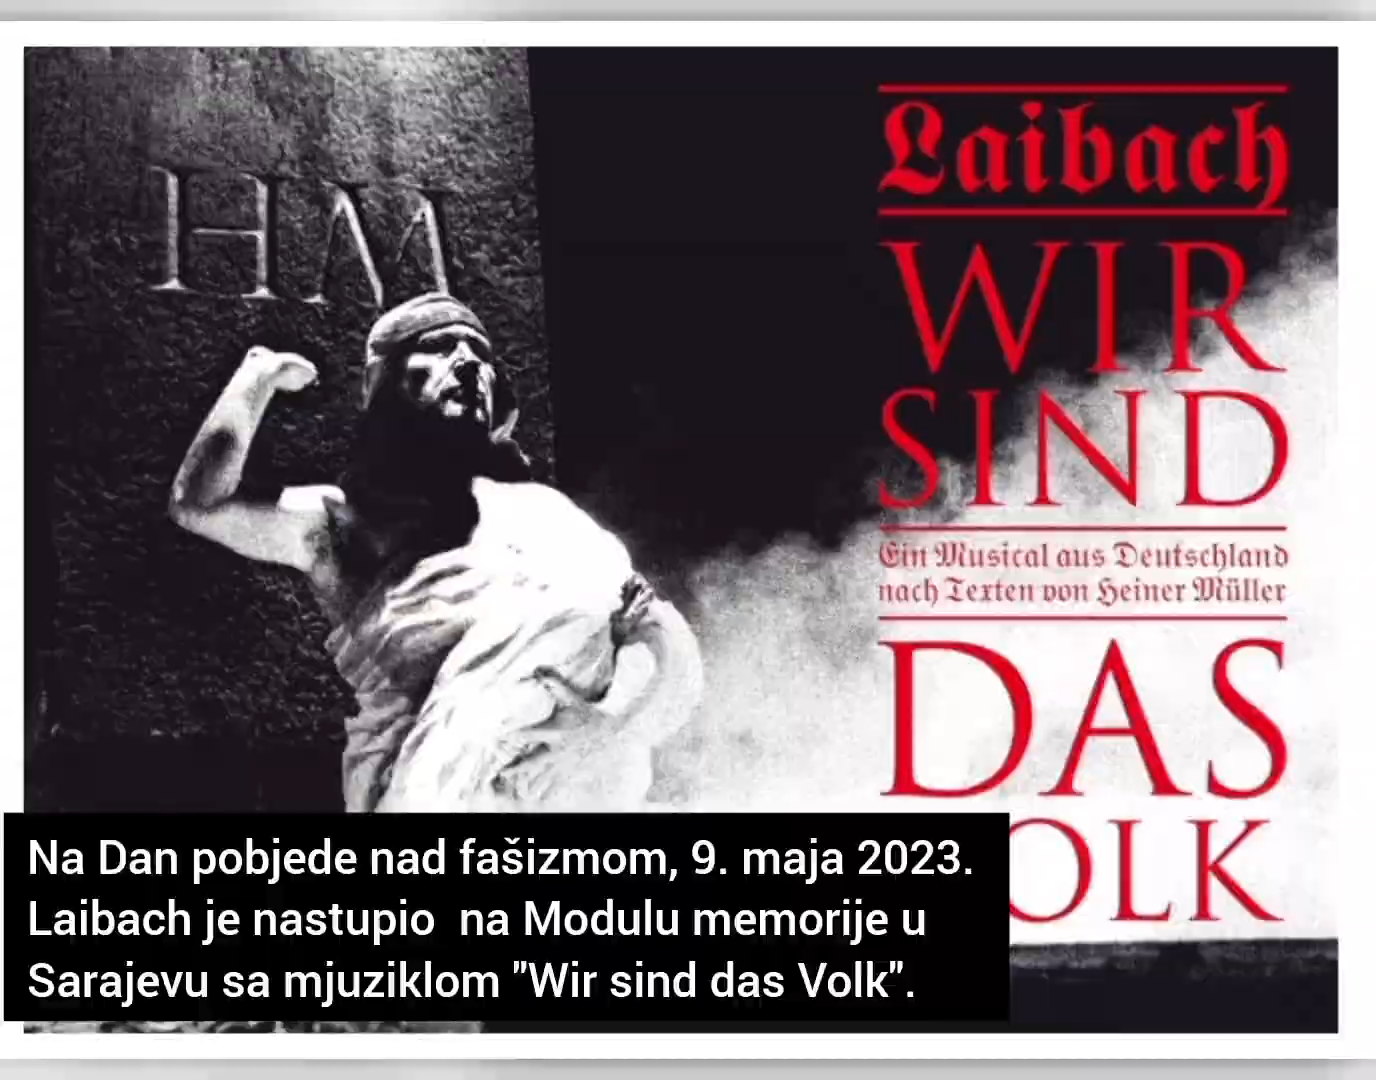 HM
Laibach
WIR
SIND
Ein Musical aus Deutschland
nach Texten von Heiner Müller
DAS
OLK
Na Dan pobjede nad fašizmom, 9. maja 2023.
Laibach je nastupio na Modulu memorije u
Sarajevu sa mjuziklom "Wir sind das Volk".